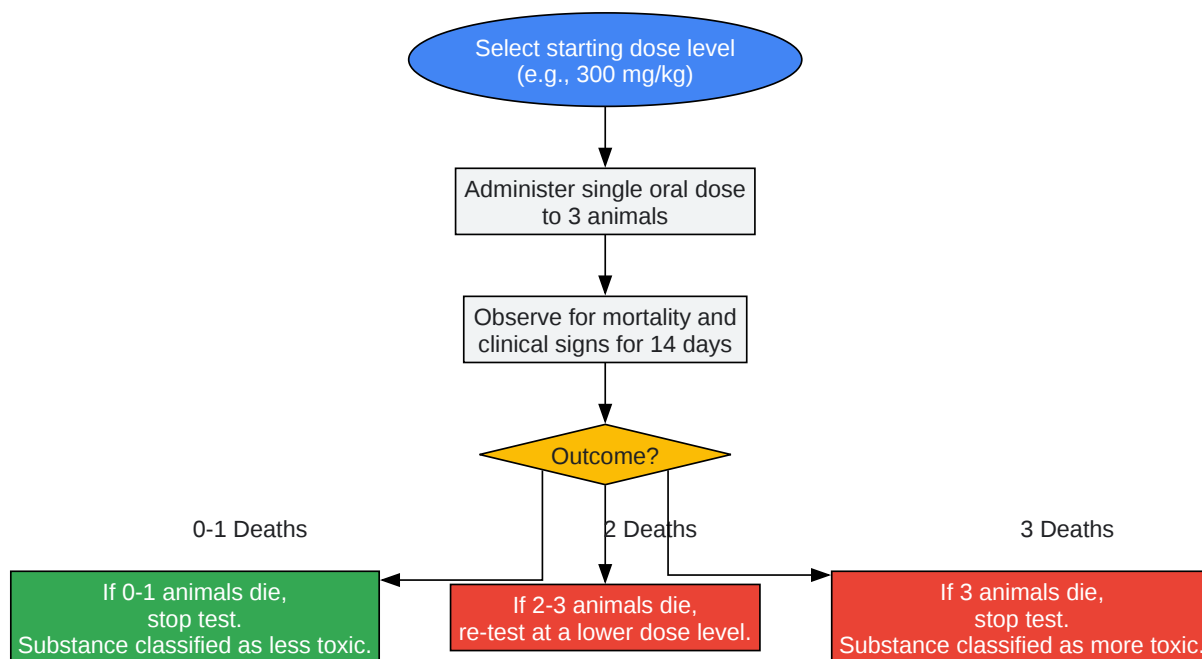 Select starting dose level
(e.g., 300 mg/kg)
Administer single oral dose
to 3 animals
Observe for mortality and
clinical signs for 14 days
Outcome?
0-1 Deaths
2 Deaths
3 Deaths
If 0-1 animals die,
stop test.
Substance classified as less toxic.
If 2-3 animals die,
re-test at a lower dose level.
If 3 animals die,
stop test.
Substance classified as more toxic.